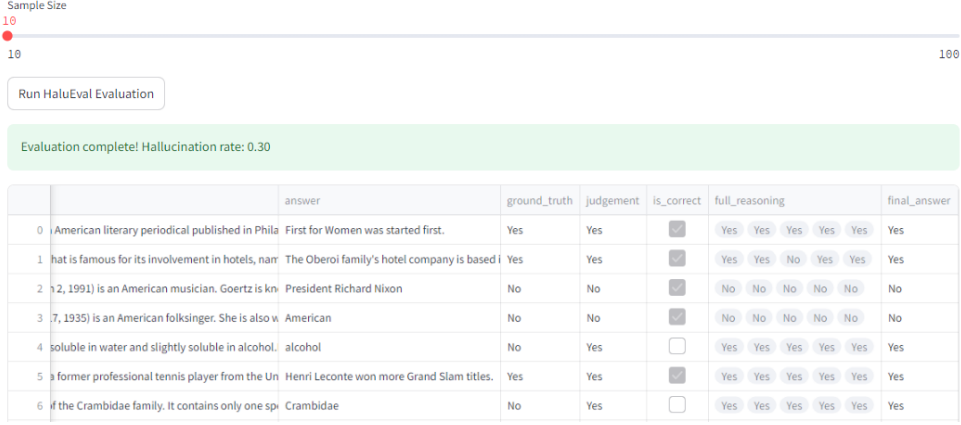 Sample Size
10
10 100
Run HaluEval Evaluation
Evaluation complete! Hallucination rate: 0.30
answer ground_truth judgement is_correct full_reasoning final_answer
0 American literary periodical published in Phila First for Women was started first. Yes Yes Yes Yes Yes Yes Yes Yes
1 hat is famous for its involvement in hotels, nam The Oberoi family's hotel company is based i Yes Yes Yes Yes No Yes Yes Yes
2 2, 1991) is an American musician. Goertz is kn President Richard Nixon No No No No No No No No
3 7, 1935) is an American folksinger. She is also w American No No No No No No No No
4 soluble in water and slightly soluble in alcohol. alcohol No Yes Yes Yes Yes Yes Yes Yes
5 a former professional tennis player from the Un Henri Leconte won more Grand Slam titles. Yes Yes Yes Yes Yes Yes Yes Yes
6 of the Crambidae family. It contains only one spe Crambidae No Yes Yes Yes Yes Yes Yes Yes